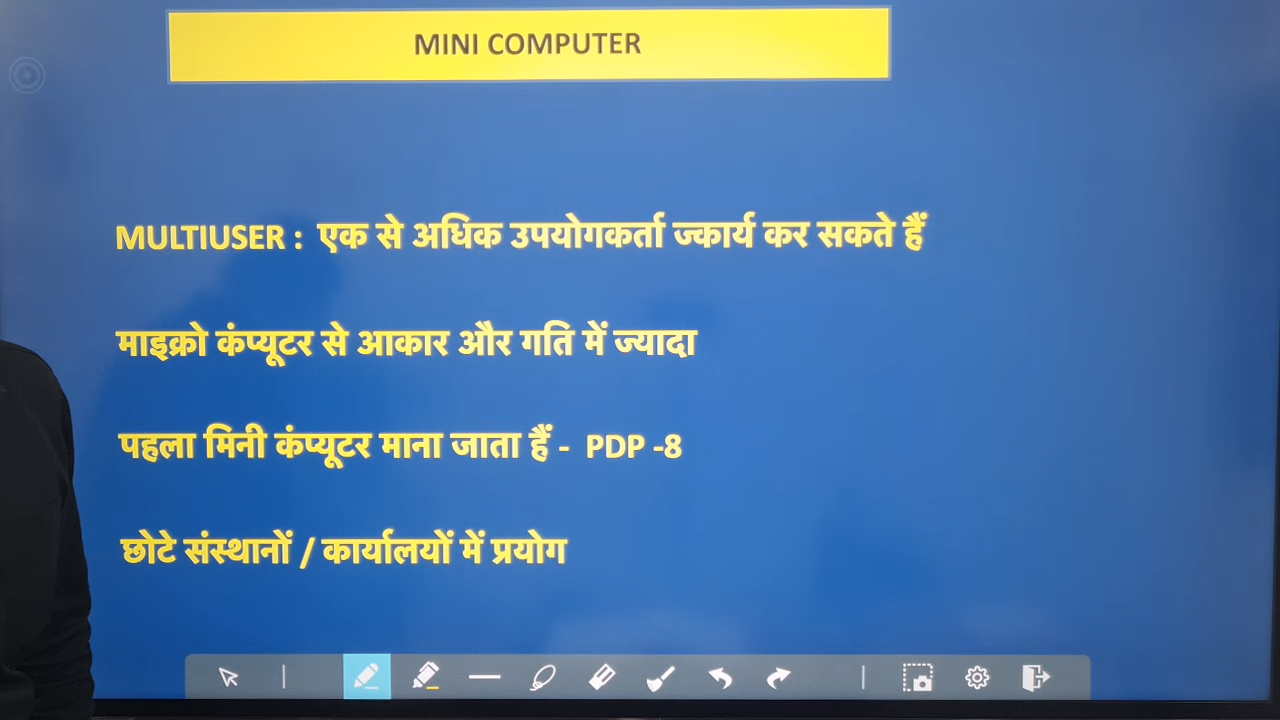 MINI COMPUTER
MULTIUSER : एक से अधिक उपयोगकर्ता ज्कार्य कर सकते हैं
माइक्रो कंप्यूटर से आकार और गति में ज्यादा
पहला मिनी कंप्यूटर माना जाता हैं - PDP -8
छोटे संस्थानों / कार्यालयों में प्रयोग